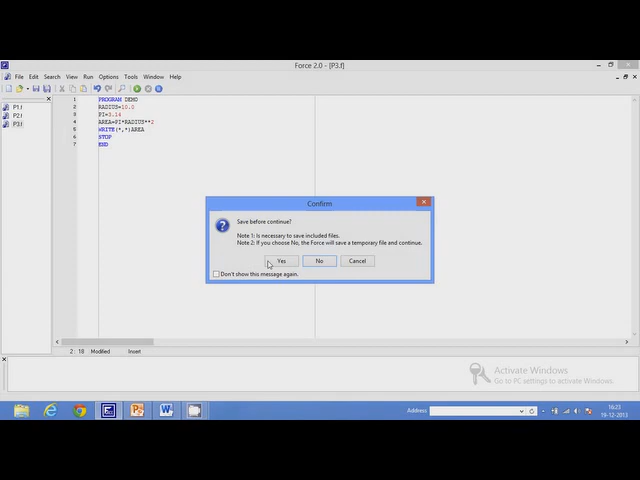 Force 2.0 - [P3.f]
File Edit Search View Run Options Tools Window Help
P1.f
P2.f
P3.f
1 PROGRAM DEMO
2 RADIUS=10.0
3 PI=3.14
4 AREA=PI*RADIUS**2
5 WRITE(*,*)AREA
6 STOP
7 END
Confirm
Save before continue?
Note 1: Is necessary to save included files.
Note 2: If you choose No, the Force will save a temporary file and continue.
Yes No Cancel
Don't show this message again.
2 : 18 Modified Insert
Activate Windows
Go to PC settings to activate Windows.
Address
16:23
19-12-2013